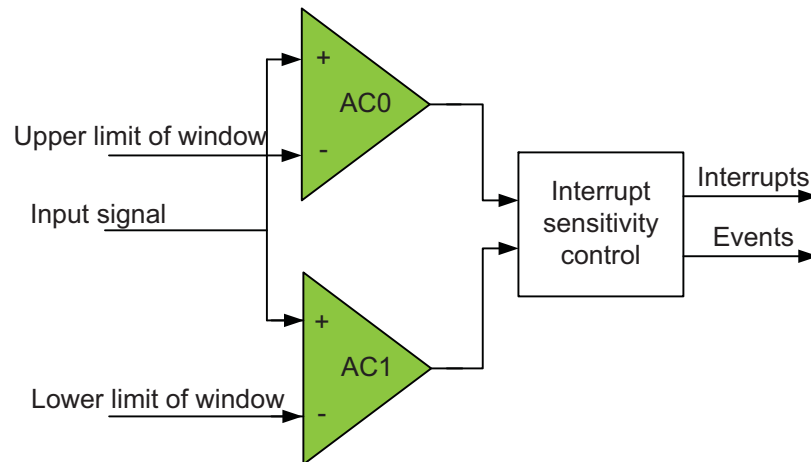 +
AC0
Upper limit of window
-
Input signal
Interrupt
sensitivity
control
Interrupts
Events
+
AC1
Lower limit of window
-